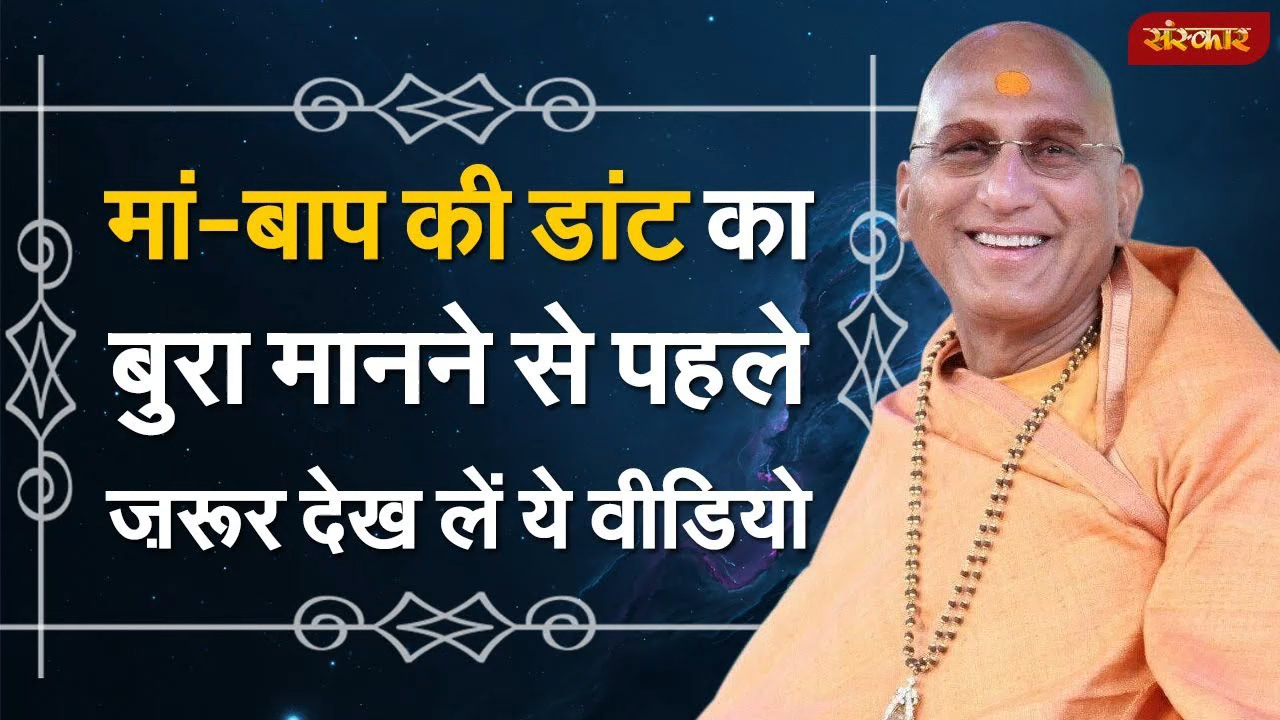 संस्कार
मां-बाप की डांट का
बुरा मानने से पहले
ज़रूर देख लें ये वीडियो